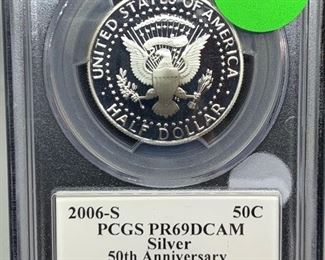 UNITED STATES OF AMERICA
HALF DOLLAR
2006-S 50C
PCGS PR69DCAM
Silver
50th Anniversary